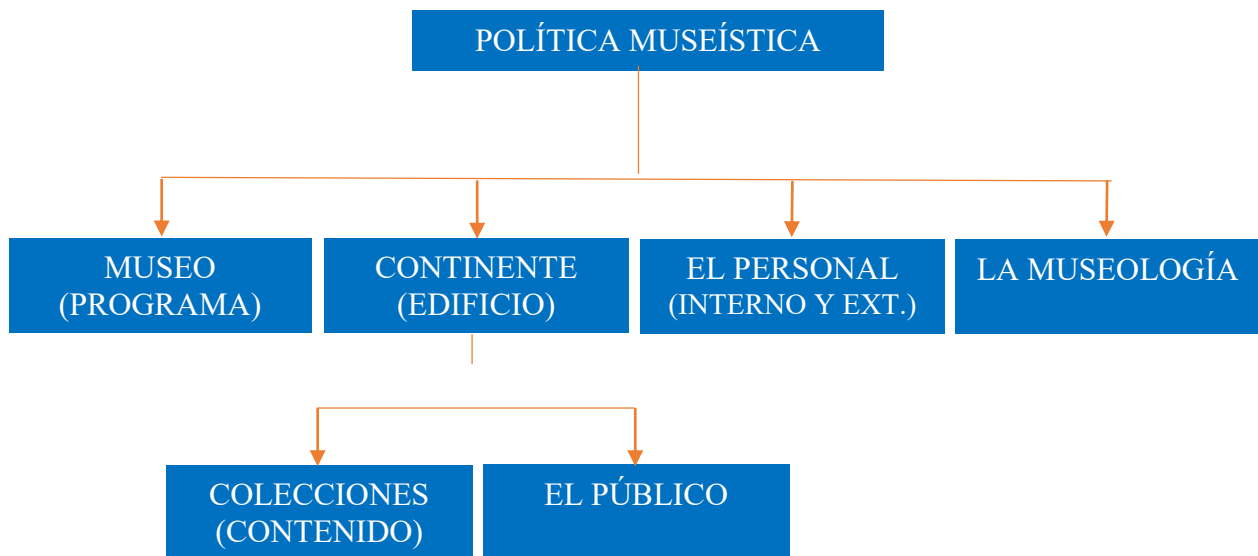 POLÍTICA MUSEÍSTICA
MUSEO
(PROGRAMA)
CONTINENTE
(EDIFICIO)
EL PERSONAL
(INTERNO Y EXT.)
LA MUSEOLOGÍA
COLECCIONES
(CONTENIDO)
EL PÚBLICO